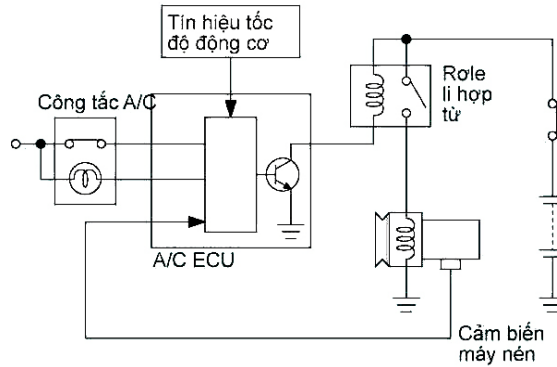 Tín hiệu tốc
độ động cơ
Rơle
li hợp
từ
Công tắc A/C
A/C ECU
Cảm biến
máy nén